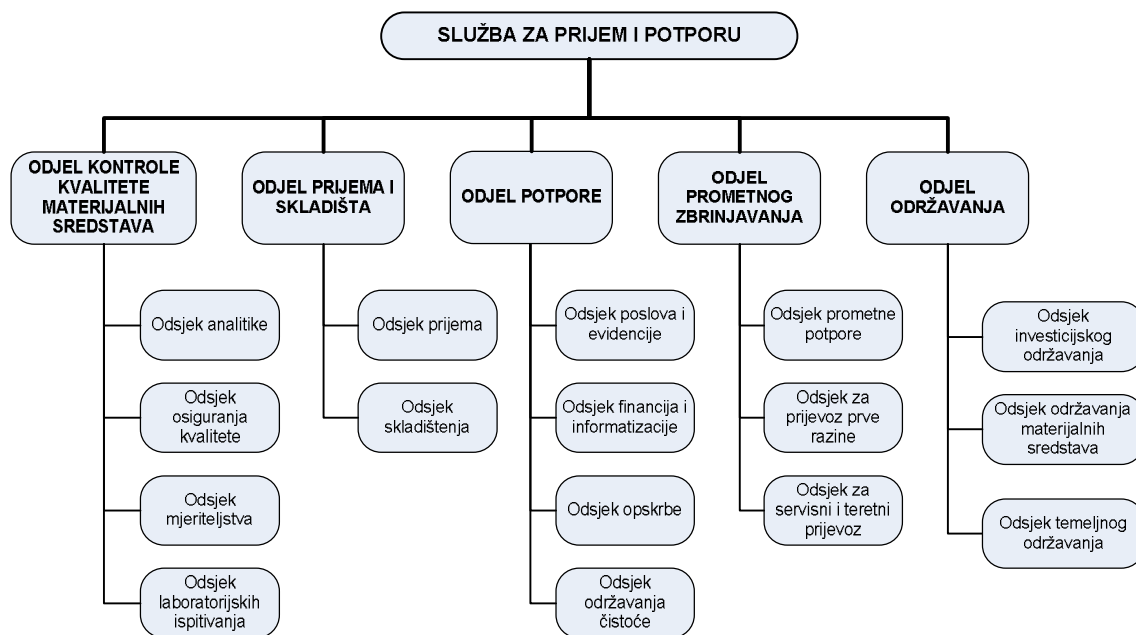 SLUŽBA ZA PRIJEM I POTPORU
ODJEL KONTROLE
KVALITETE
MATERIJALNIH
SREDSTAVA
Odsjek analitike
Odsjek
osiguranja
kvalitete
Odsjek
mjeriteljstva
Odsjek
laboratorijskih
ispitivanja
ODJEL PRIJEMA I
SKLADIŠTA
Odsjek prijema
Odsjek
skladištenja
ODJEL POTPORE
Odsjek poslova i
evidencije
Odsjek financija i
informatizacije
Odsjek opskrbe
Odsjek
održavanja
čistoće
ODJEL
PROMETNOG
ZBRINJAVANJA
Odsjek prometne
potpore
Odsjek za
prijevoz prve
razine
Odsjek za
servisni i teretni
prijevoz
ODJEL
ODRŽAVANJA
Odsjek
investicijskog
održavanja
Odsjek održavanja
materijalnih
sredstava
Odsjek temeljnog
održavanja